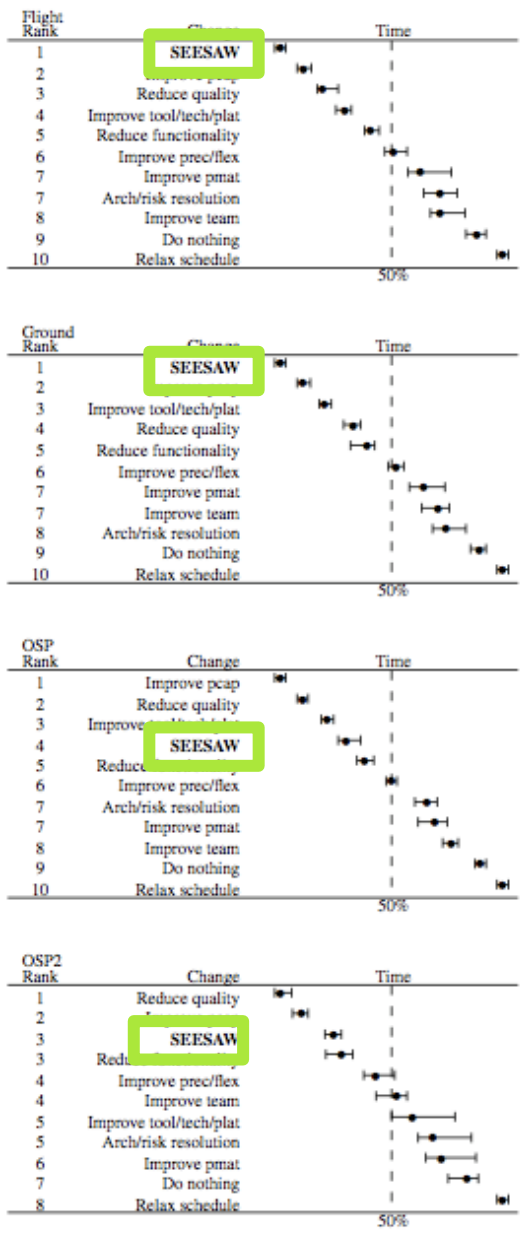 Flight
Rank Change Time
1 SEESAW
2 Improve pcap
3 Reduce quality
4 Improve tool/tech/plat
5 Reduce functionality
6 Improve prec/flex
7 Improve pmat
7 Arch/risk resolution
8 Improve team
9 Do nothing
10 Relax schedule
50%
Ground
Rank Change Time
1 SEESAW
2
3 Improve tool/tech/plat
4 Reduce quality
5 Reduce functionality
6 Improve prec/flex
7 Improve pmat
7 Improve team
8 Arch/risk resolution
9 Do nothing
10 Relax schedule
50%
OSP
Rank Change Time
1 Improve pcap
2 Reduce quality
3 Improve tool/tech/plat
4 SEESAW
5 Reduce
6 Improve prec/flex
7 Arch/risk resolution
7 Improve pmat
8 Improve team
9 Do nothing
10 Relax schedule
50%
OSP2
Rank Change Time
1 Reduce quality
2
3 SEESAW
3
4 Improve prec/flex
4 Improve team
5 Improve tool/tech/plat
5 Arch/risk resolution
6 Improve pmat
7 Do nothing
8 Relax schedule
50%